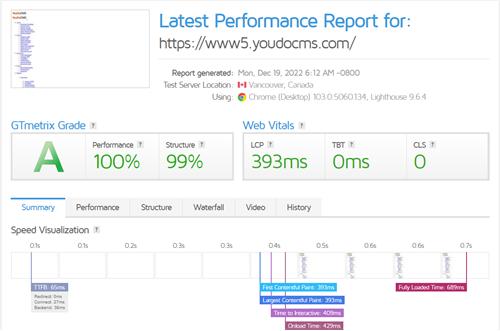 Latest Performance Report for:
https://www5.youdocms.com/
Report generated: Mon, Dec 19, 2022 6:12 AM -0800
Test Server Location: Vancouver, Canada
Using: Chrome (Desktop) 103.0.5060.134, Lighthouse 9.6.4
GTmetrix Grade ?
Web Vitals ?
A
Performance ? Structure ?
100% 99%
LCP ? TBT ? CLS ?
393ms 0ms 0
Summary Performance Structure Waterfall Video History
Speed Visualization ?
0.1s 0.1s 0.2s 0.3s 0.4s 0.4s 0.5s 0.6s 0.6s 0.7s
TTFB: 65ms
Redirect: 0ms
Connect: 27ms
Backend: 38ms
First Contentful Paint: 393ms
Fully Loaded Time: 689ms
Largest Contentful Paint: 393ms
Time to Interactive: 409ms
Onload Time: 429ms